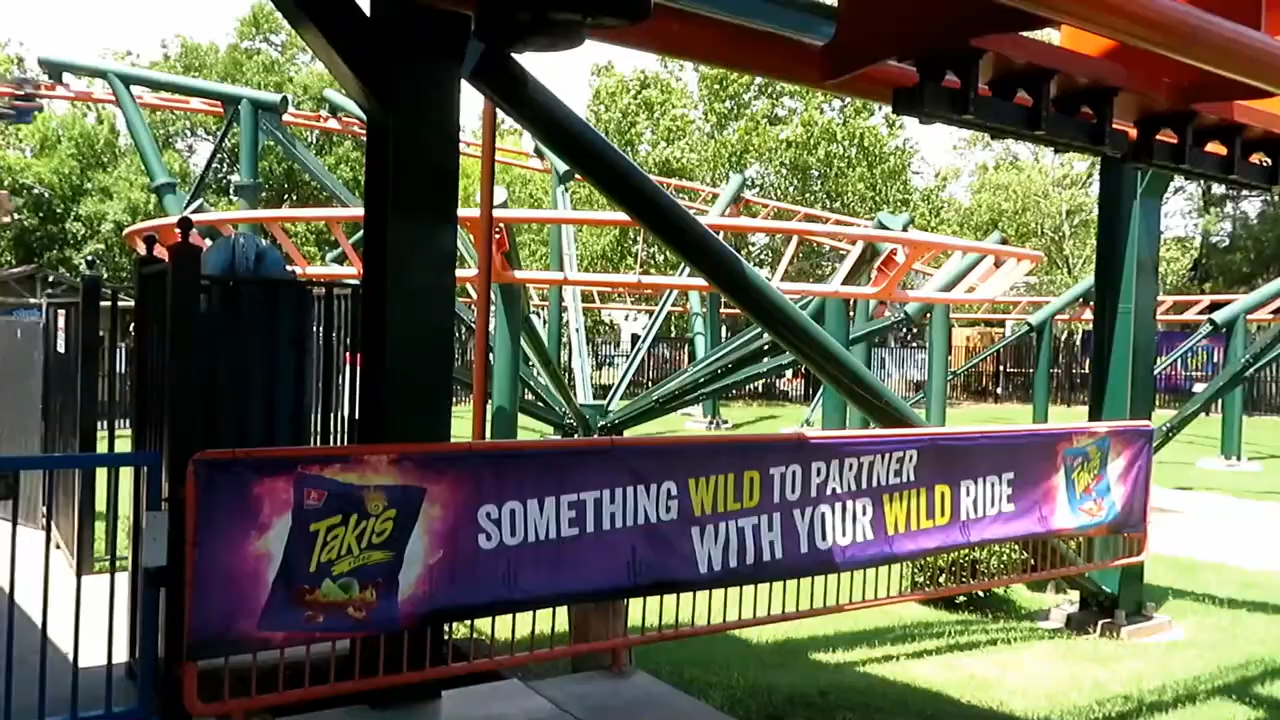 Takis
SOMETHING WILD TO PARTNER
WITH YOUR WILD RIDE
Takis